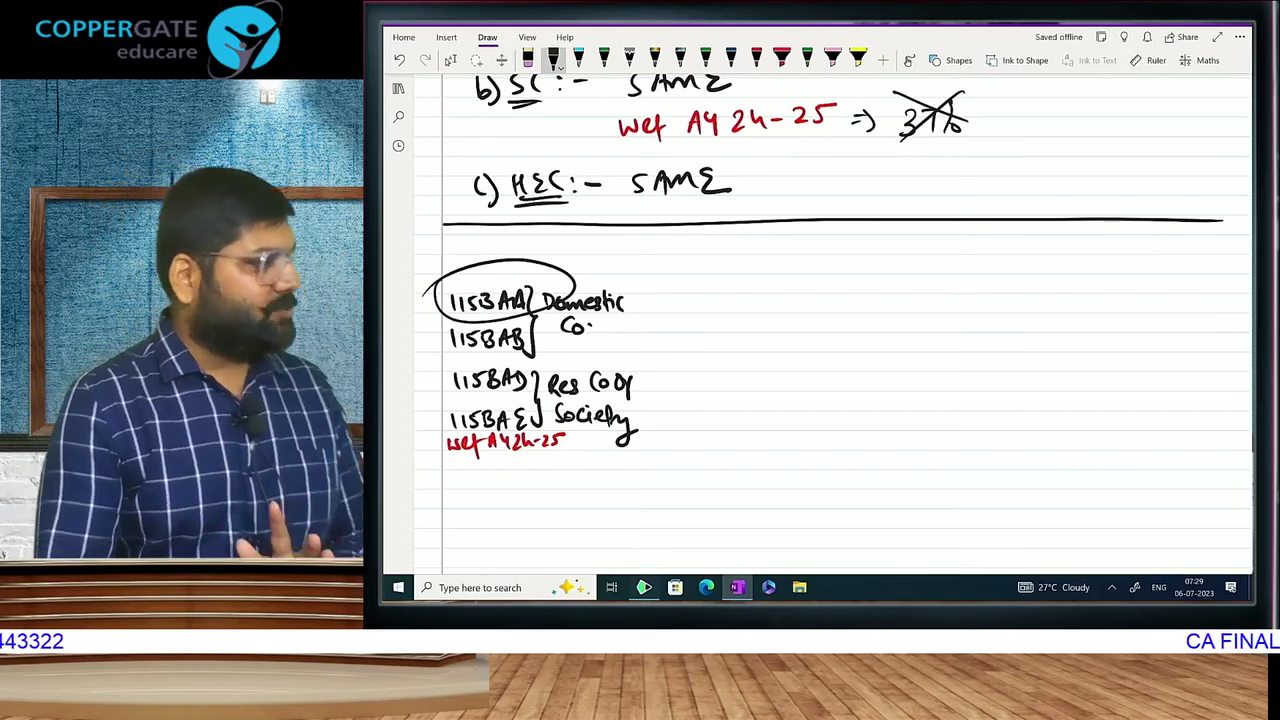 COPPERGATE
educare
Home Insert Draw View Help
Saved offline
Share
Shapes
Ink to Shape
Ink to Text
Ruler
Maths
b) SC :- SAME
wef AY 24-25 => 37%
c) HEC :- SAME
115BAA Domestic
115BAB Co.
115BAD Res CoOp
115BAE Society
wef AY 24-25
Type here to search
27°C Cloudy
ENG
07:29
06-07-2023
443322
CA FINAL